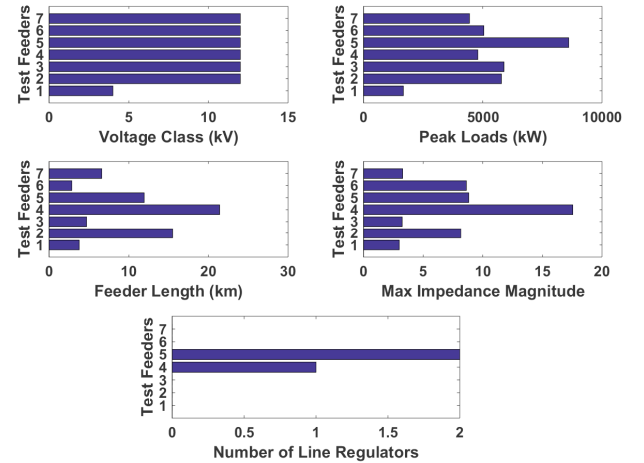 Test Feeders
7
6
5
4
3
2
1
0 5 10 15
Voltage Class (kV)
Test Feeders
7
6
5
4
3
2
1
0 5000 10000
Peak Loads (kW)
Test Feeders
7
6
5
4
3
2
1
0 10 20 30
Feeder Length (km)
Test Feeders
7
6
5
4
3
2
1
0 5 10 15 20
Max Impedance Magnitude
Test Feeders
7
6
5
4
3
2
1
0 0.5 1 1.5 2
Number of Line Regulators